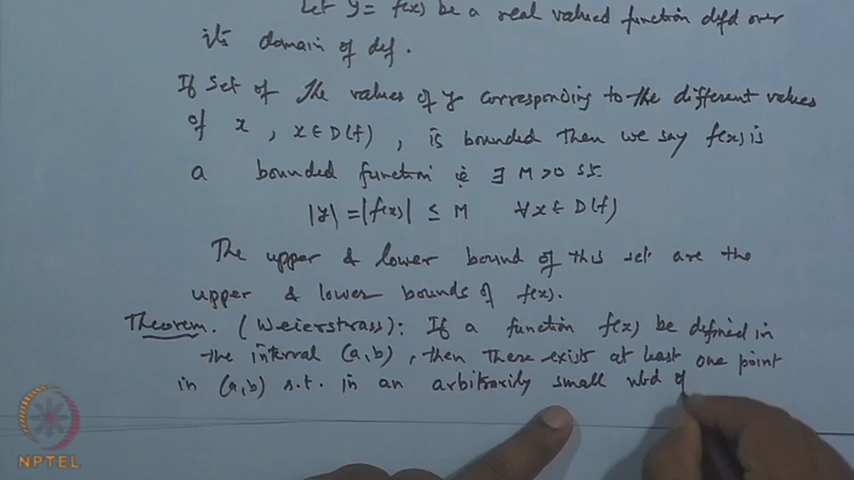 Let y = f(x) be a real valued function defd over
its domain of def.
If Set of The values of y corresponding to the different values
of x, x ∈ D(f), is bounded then we say f(x) is
a bounded function ie ∃ M > 0 s.t.
|y| = |f(x)| ≤ M ∀ x ∈ D(f)
The upper & lower bound of this set are the
upper & lower bounds of f(x).
Theorem. (Weierstrass): If a function f(x) be defined in
the interval (a,b), then there exists at least one point
in (a,b) s.t. in an arbitrarily small nbd of
NPTEL